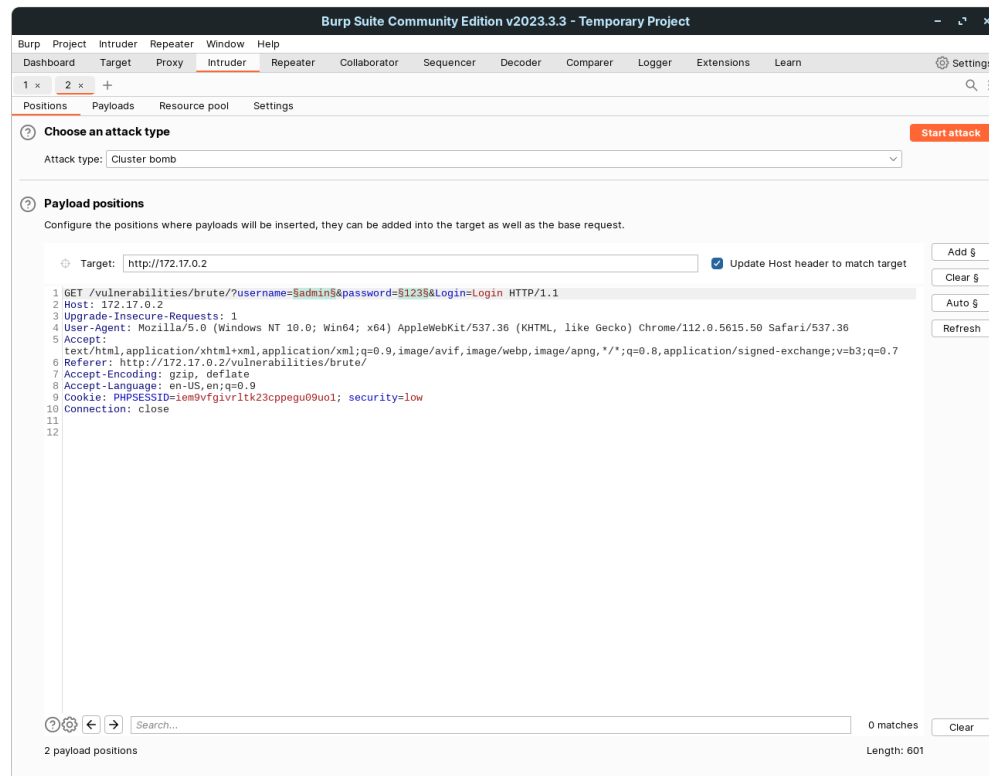 Burp Suite Community Edition v2023.3.3 - Temporary Project
Burp Project Intruder Repeater Window Help
Dashboard Target Proxy Intruder Repeater Collaborator Sequencer Decoder Comparer Logger Extensions Learn Settings
1 × 2 × +
Positions Payloads Resource pool Settings
? Choose an attack type Start attack
Attack type: Cluster bomb
? Payload positions
Configure the positions where payloads will be inserted, they can be added into the target as well as the base request.
Add §
Target: http://172.17.0.2 Update Host header to match target
Clear §
Auto §
Refresh
1 GET /vulnerabilities/brute/?username=§admin§&password=§123§&Login=Login HTTP/1.1
2 Host: 172.17.0.2
3 Upgrade-Insecure-Requests: 1
4 User-Agent: Mozilla/5.0 (Windows NT 10.0; Win64; x64) AppleWebKit/537.36 (KHTML, like Gecko) Chrome/112.0.5615.50 Safari/537.36
5 Accept:
text/html,application/xhtml+xml,application/xml;q=0.9,image/avif,image/webp,image/apng,*/*;q=0.8,application/signed-exchange;v=b3;q=0.7
6 Referer: http://172.17.0.2/vulnerabilities/brute/
7 Accept-Encoding: gzip, deflate
8 Accept-Language: en-US,en;q=0.9
9 Cookie: PHPSESSID=iem9vfgivrltk23cppegu09uo1; security=low
10 Connection: close
11
12
? ← → Search... 0 matches Clear
2 payload positions Length: 601